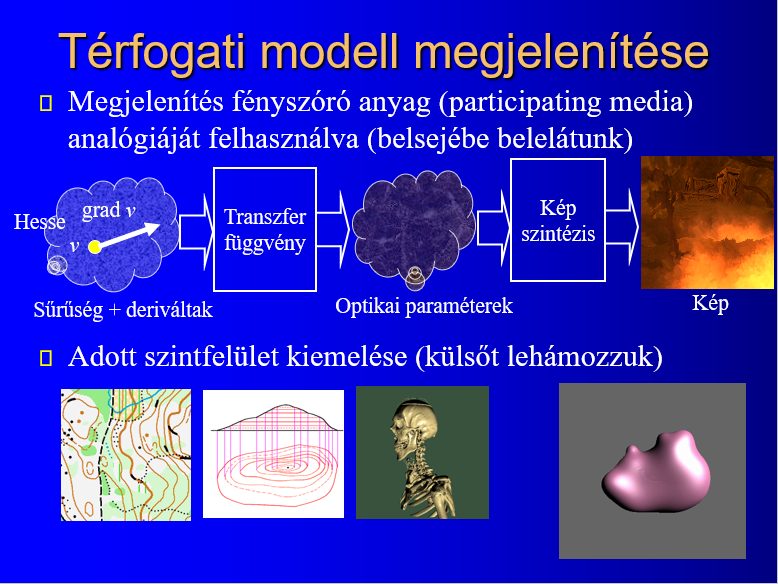 Térfogati modell megjelenítése
Megjelenítés fényszóró anyag (participating media)
analógiáját felhasználva (belsejébe belelátunk)
Hesse
grad v
v
Sűrűség + deriváltak
Transzfer
függvény
Optikai paraméterek
Kép
szintézis
Kép
Adott szintfelület kiemelése (külsőt lehámozzuk)